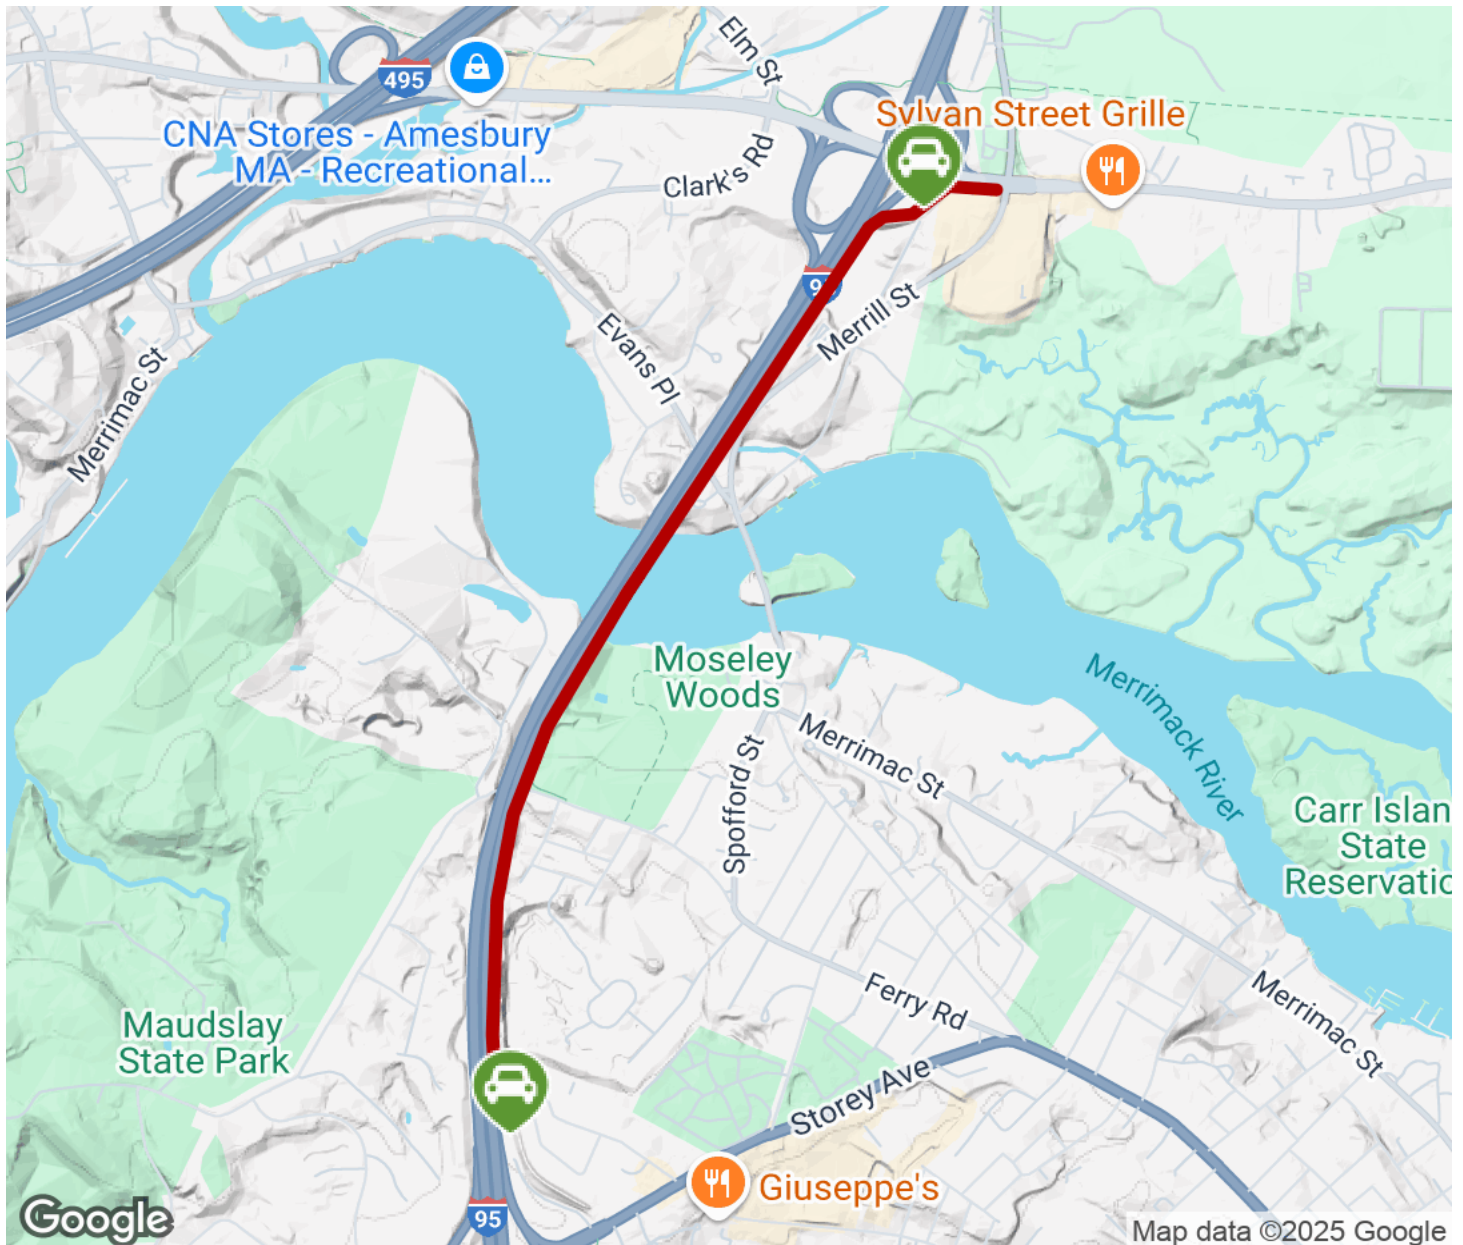 Elm St
495
Sylvan Street Grille
CNA Stores - Amesbury
MA - Recreational...
Clark's Rd
Merrill St
Evans Pl
Merrimac St
Moseley
Woods
Merrimack River
Merrimac St
Spofford St
Carr Islan
State
Reservatio
Ferry Rd
Merrimac St
Maudslay
State Park
Storey Ave
Giuseppe's
95
Google
Map data ©2025 Google